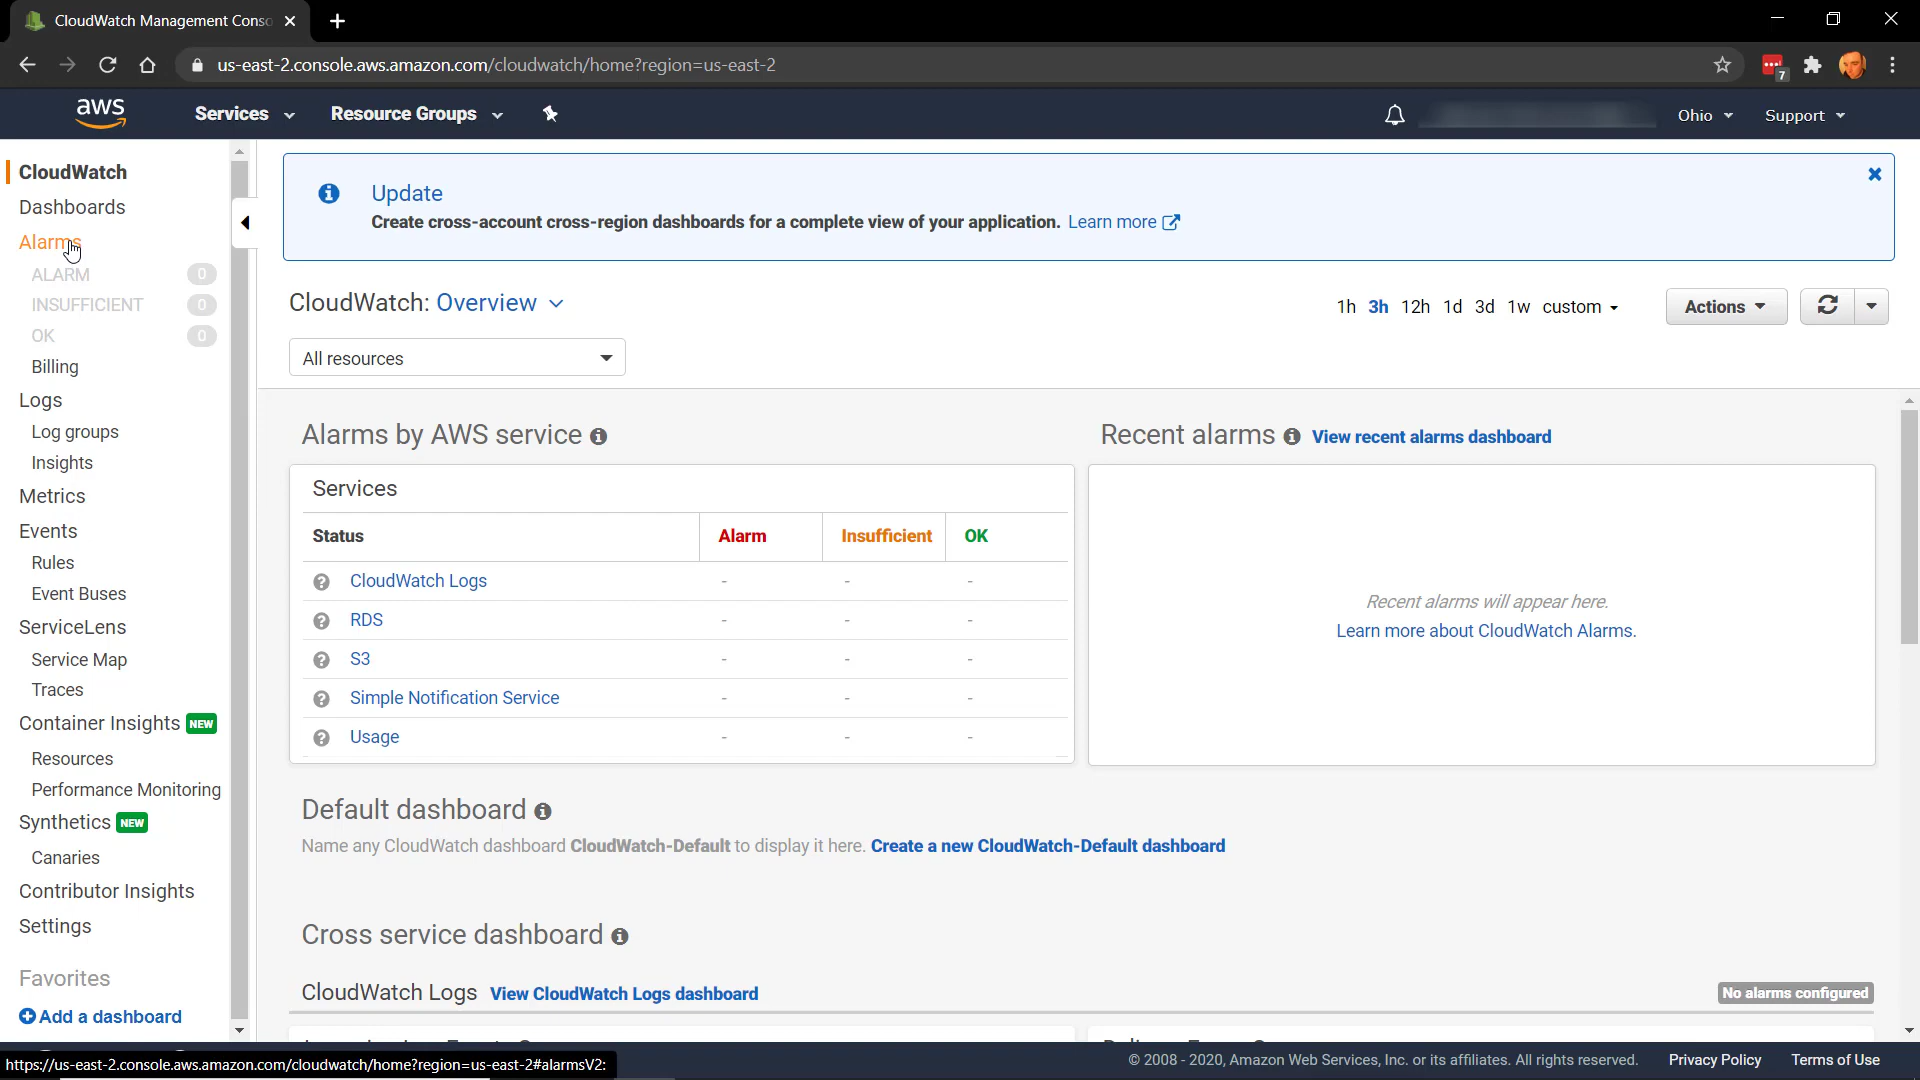 CloudWatch Management Conso
us-east-2.console.aws.amazon.com/cloudwatch/home?region=us-east-2
7
aws
Services
Resource Groups
Ohio
Support
CloudWatch
Dashboards
Alarms
ALARM 0
INSUFFICIENT 0
OK 0
Billing
Logs
Log groups
Insights
Metrics
Events
Rules
Event Buses
ServiceLens
Service Map
Traces
Container Insights NEW
Resources
Performance Monitoring
Synthetics NEW
Canaries
Contributor Insights
Settings
Favorites
Add a dashboard
Update
Create cross-account cross-region dashboards for a complete view of your application. Learn more
CloudWatch: Overview
1h 3h 12h 1d 3d 1w custom
Actions
All resources
Alarms by AWS service
Services
Status Alarm Insufficient OK
CloudWatch Logs - - -
RDS - - -
S3 - - -
Simple Notification Service - - -
Usage - - -
Recent alarms View recent alarms dashboard
Recent alarms will appear here.
Learn more about CloudWatch Alarms.
Default dashboard
Name any CloudWatch dashboard CloudWatch-Default to display it here. Create a new CloudWatch-Default dashboard
Cross service dashboard
CloudWatch Logs View CloudWatch Logs dashboard
No alarms configured
https://us-east-2.console.aws.amazon.com/cloudwatch/home?region=us-east-2#alarmsV2:
© 2008 - 2020, Amazon Web Services, Inc. or its affiliates. All rights reserved.
Privacy Policy
Terms of Use